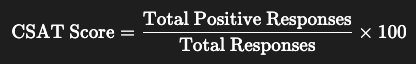 CSAT Score = Total Positive Responses / Total Responses × 100